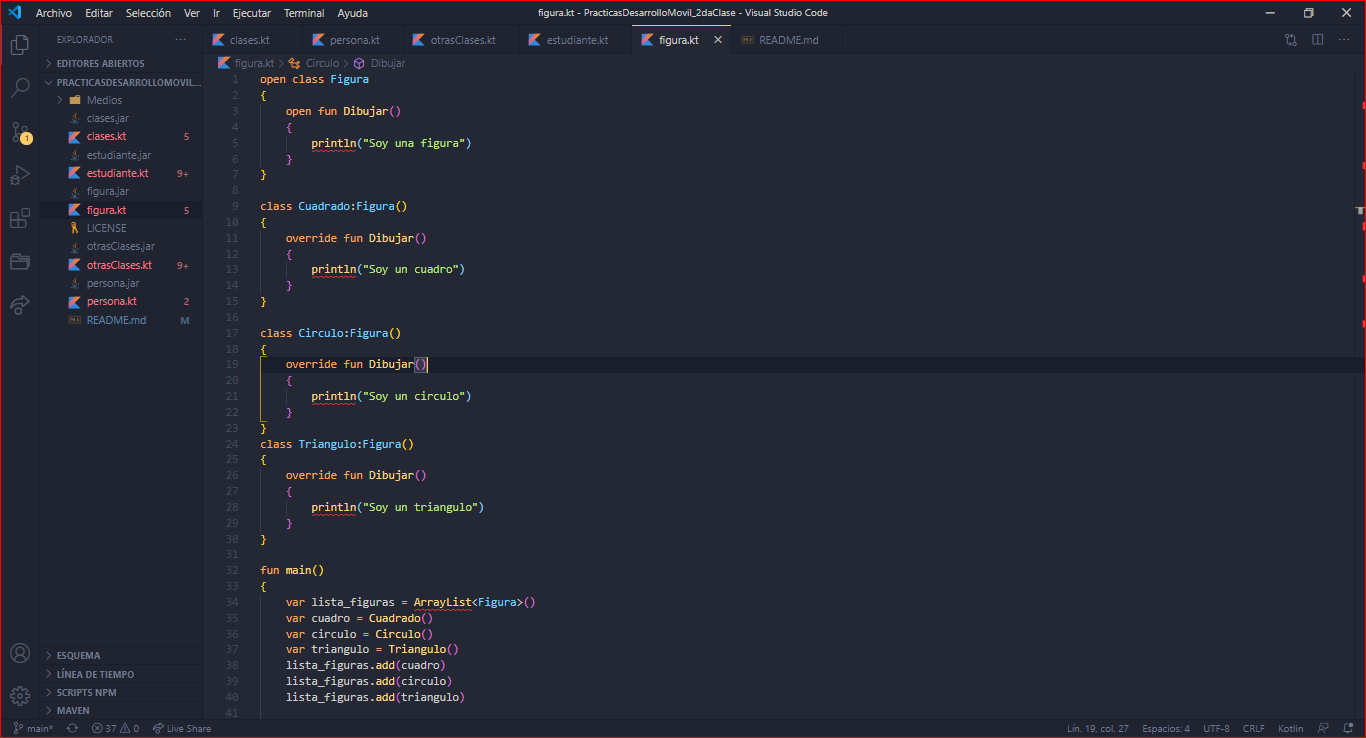 Archivo Editar Selección Ver Ir Ejecutar Terminal Ayuda figura.kt - PracticasDesarrolloMovil_2daClase - Visual Studio Code
EXPLORADOR ···
EDITORES ABIERTOS
PRACTICASDESARROLLOMOVIL...
Medios
clases.jar
clases.kt 5
estudiante.jar
estudiante.kt 9+
figura.jar
figura.kt 5
LICENSE
otrasClases.jar
otrasClases.kt 9+
persona.jar
persona.kt 2
README.md M
1
ESQUEMA
LÍNEA DE TIEMPO
SCRIPTS NPM
MAVEN
clases.kt persona.kt otrasClases.kt estudiante.kt figura.kt README.md
figura.kt > Circulo > Dibujar
1 open class Figura
2 {
3 open fun Dibujar()
4 {
5 println("Soy una figura")
6 }
7 }
8
9 class Cuadrado:Figura()
10 {
11 override fun Dibujar()
12 {
13 println("Soy un cuadro")
14 }
15 }
16
17 class Circulo:Figura()
18 {
19 override fun Dibujar()
20 {
21 println("Soy un circulo")
22 }
23 }
24 class Triangulo:Figura()
25 {
26 override fun Dibujar()
27 {
28 println("Soy un triangulo")
29 }
30 }
31
32 fun main()
33 {
34 var lista_figuras = ArrayList<Figura>()
35 var cuadro = Cuadrado()
36 var circulo = Circulo()
37 var triangulo = Triangulo()
38 lista_figuras.add(cuadro)
39 lista_figuras.add(circulo)
40 lista_figuras.add(triangulo)
41
main* 37 0 Live Share Lín. 19, col. 27 Espacios: 4 UTF-8 CRLF Kotlin